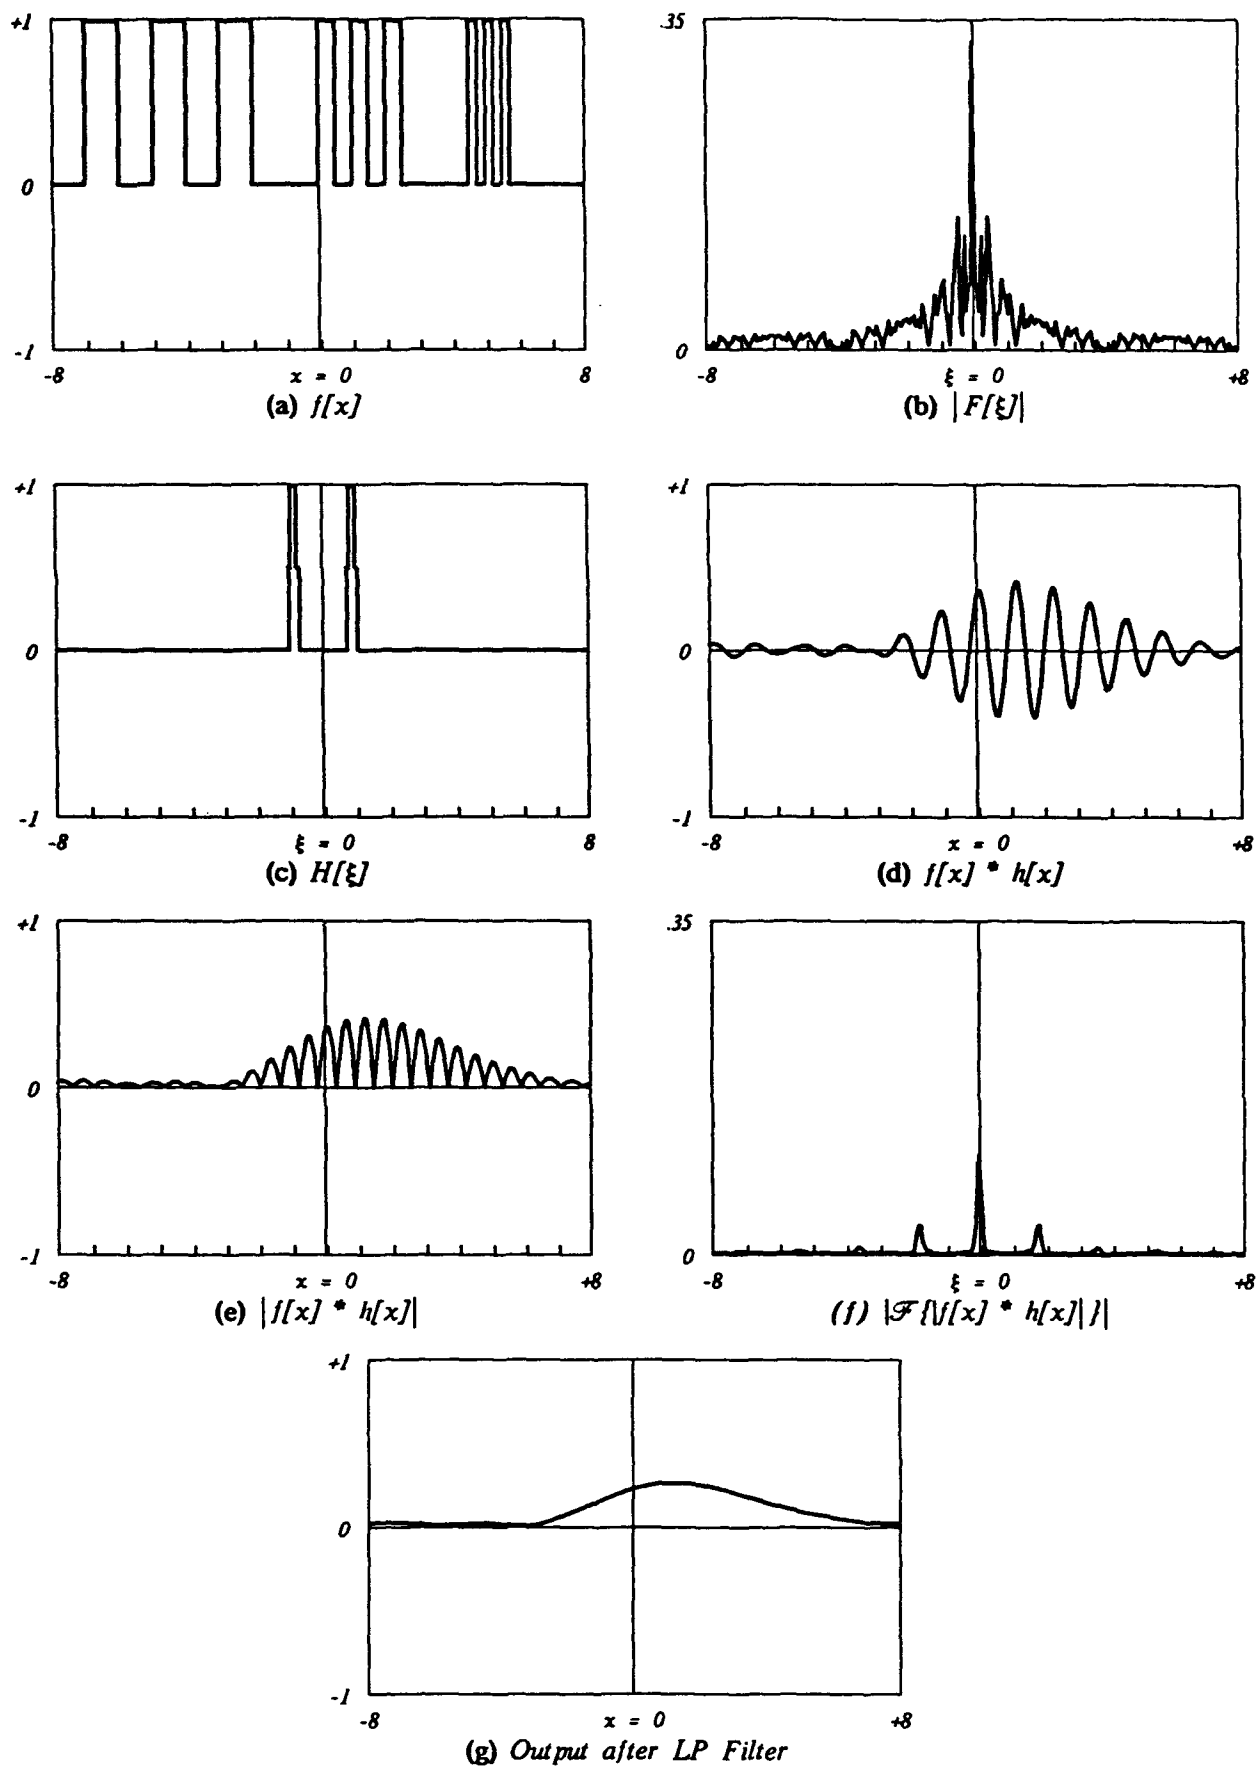 +1
0
-1
-8
x = 0
8
(a) f[x]
.35
0
-8
ξ = 0
+8
(b) |F[ξ]|
+1
0
-1
-8
ξ = 0
8
(c) H[ξ]
+1
0
-1
-8
x = 0
+8
(d) f[x] * h[x]
+1
0
-1
-8
x = 0
+8
(e) |f[x] * h[x]|
.35
0
-8
ξ = 0
+8
(f) |ℱ{|f[x] * h[x]|}|
+1
0
-1
-8
x = 0
+8
(g) Output after LP Filter